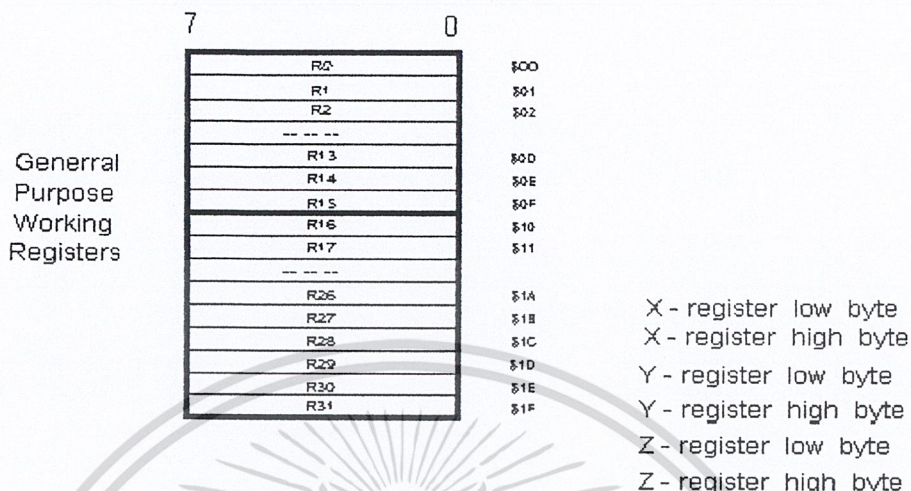 7 0
R0 $00
R1 $01
R2 $02
-- -- --
R13 $0D
R14 $0E
R15 $0F
R16 $10
R17 $11
-- -- --
R26 $1A
R27 $1B
R28 $1C
R29 $1D
R30 $1E
R31 $1F
Generral
Purpose
Working
Registers
X - register low byte
X - register high byte
Y - register low byte
Y - register high byte
Z - register low byte
Z - register high byte